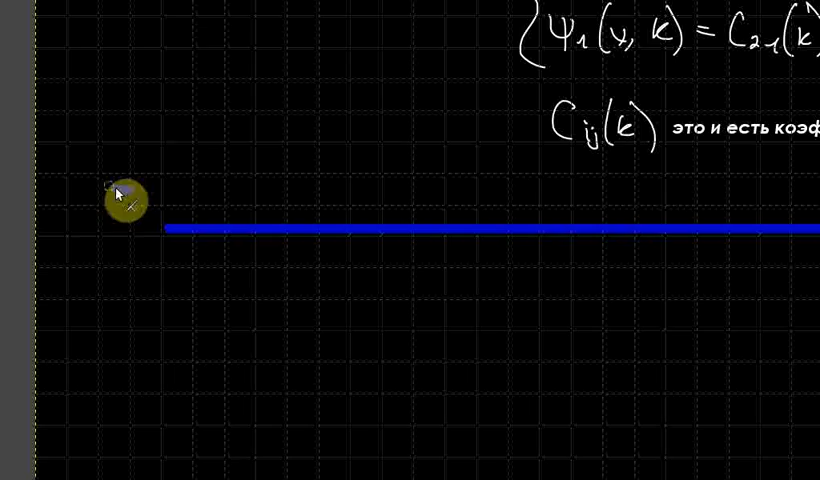 ψ₁(x, k) = C₂₁(k)
Cᵢⱼ(k) это и есть коэф